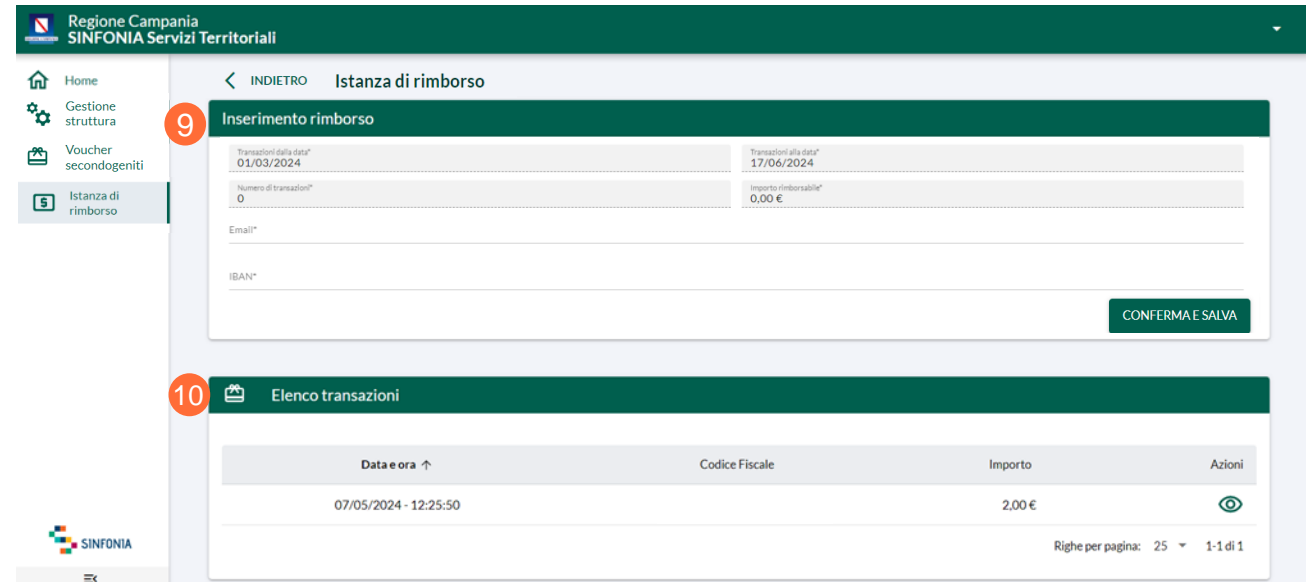 Regione Campania
SINFONIA Servizi Territoriali
Home
Gestione
struttura
Voucher
secondogeniti
Istanza di
rimborso
INDIETRO Istanza di rimborso
9 Inserimento rimborso
Transazioni dalla data* Transazioni alla data*
01/03/2024 17/06/2024
Numero di transazioni* Importo rimborsabile*
0 0,00 €
Email*
IBAN*
CONFERMA E SALVA
10 Elenco transazioni
Data e ora ↑ Codice Fiscale Importo Azioni
07/05/2024 - 12:25:50 2,00 €
Righe per pagina: 25 1-1 di 1
SINFONIA